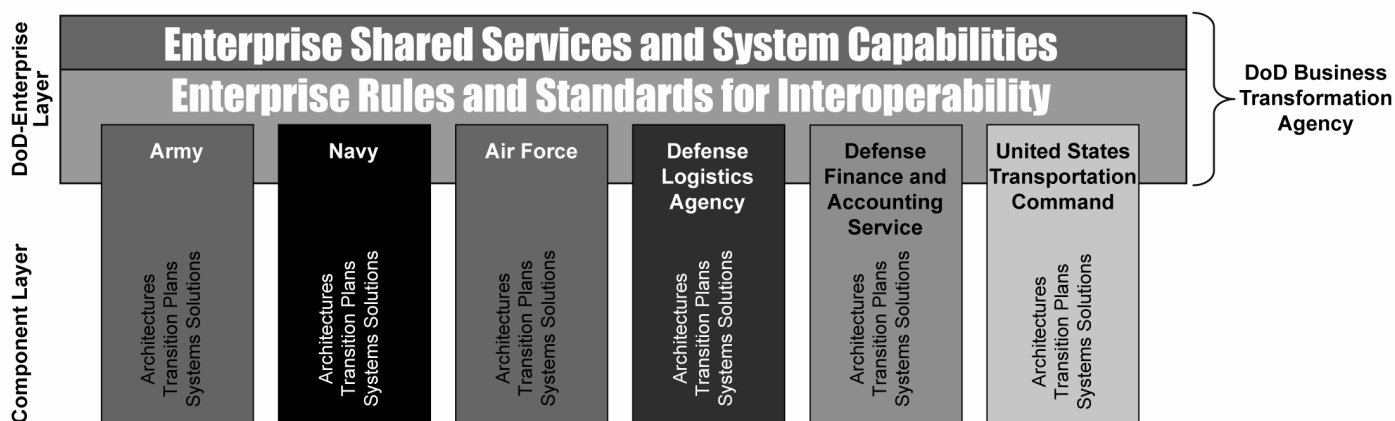 DoD-Enterprise
Layer
Enterprise Shared Services and System Capabilities
Enterprise Rules and Standards for Interoperability
DoD Business
Transformation
Agency
Army
Navy
Air Force
Defense
Logistics
Agency
Defense
Finance and
Accounting
Service
United States
Transportation
Command
Component Layer
Architectures
Transition Plans
Systems Solutions
Architectures
Transition Plans
Systems Solutions
Architectures
Transition Plans
Systems Solutions
Architectures
Transition Plans
Systems Solutions
Architectures
Transition Plans
Systems Solutions
Architectures
Transition Plans
Systems Solutions